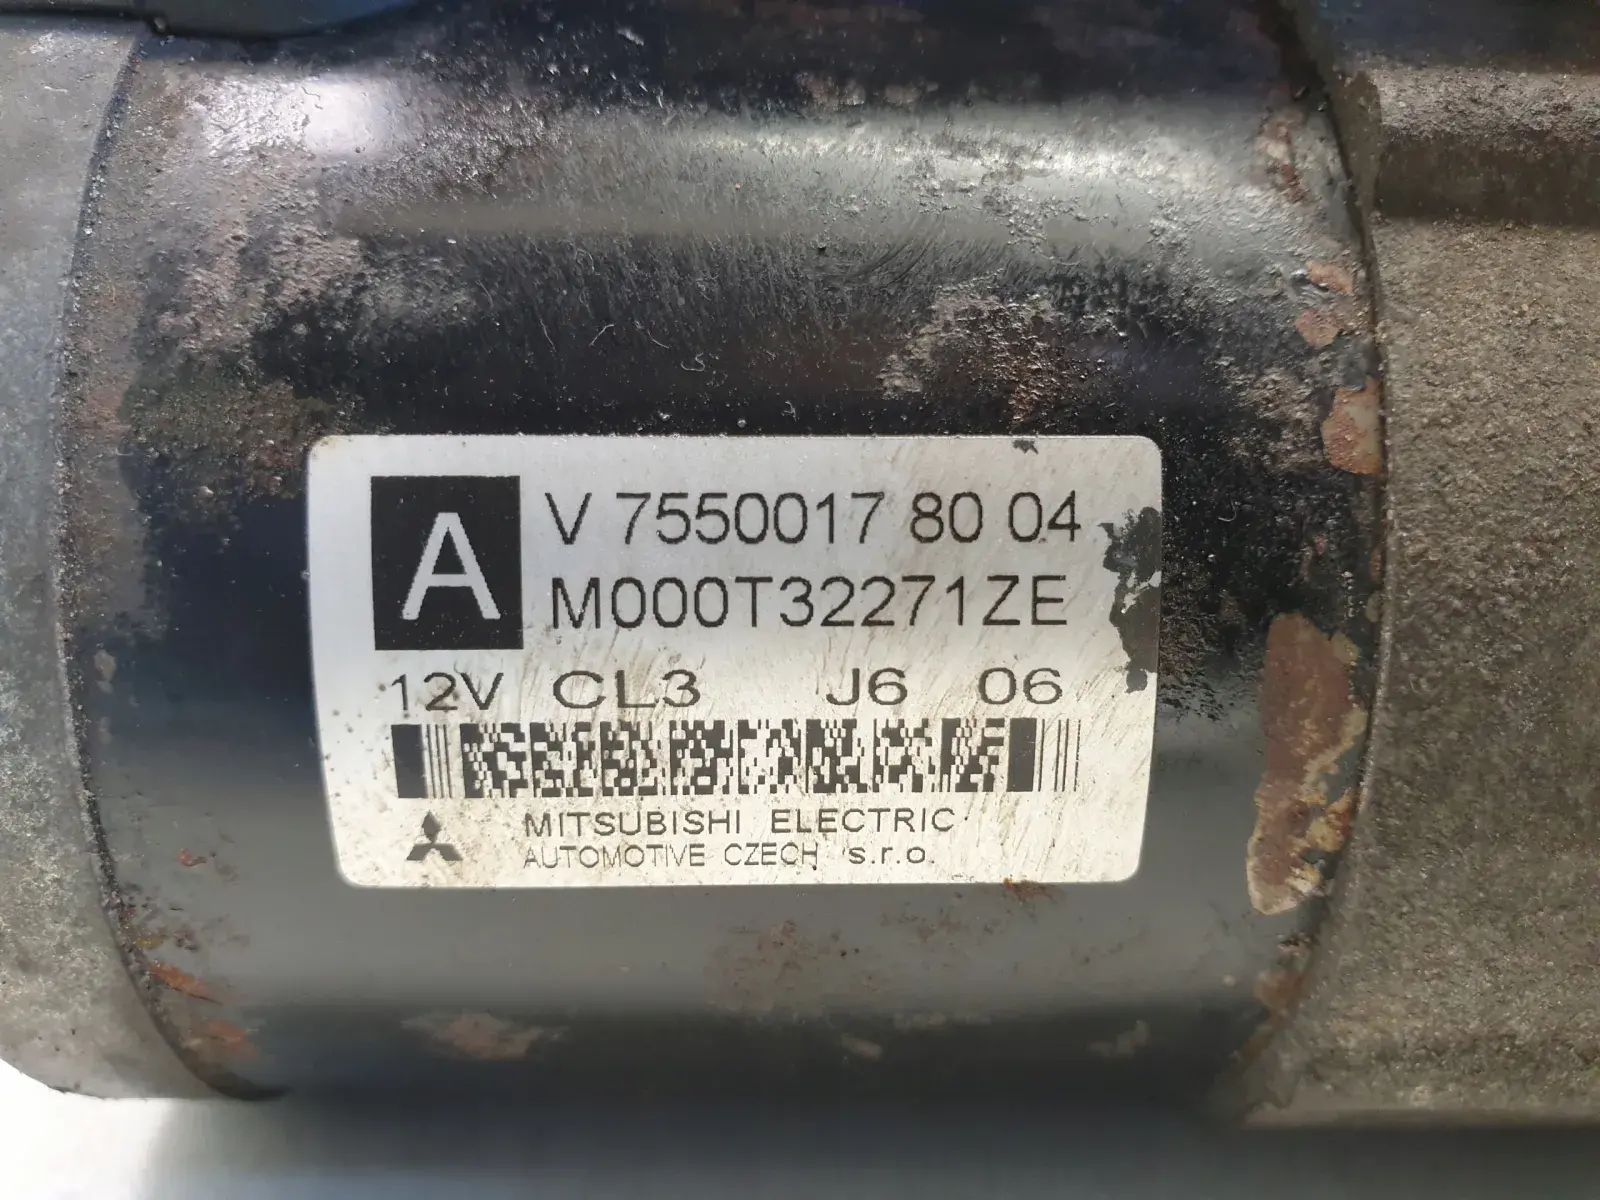 A
V 7550017 80 04
M000T32271ZE
12V CL3 J6 06
MITSUBISHI ELECTRIC
AUTOMOTIVE CZECH s.r.o.